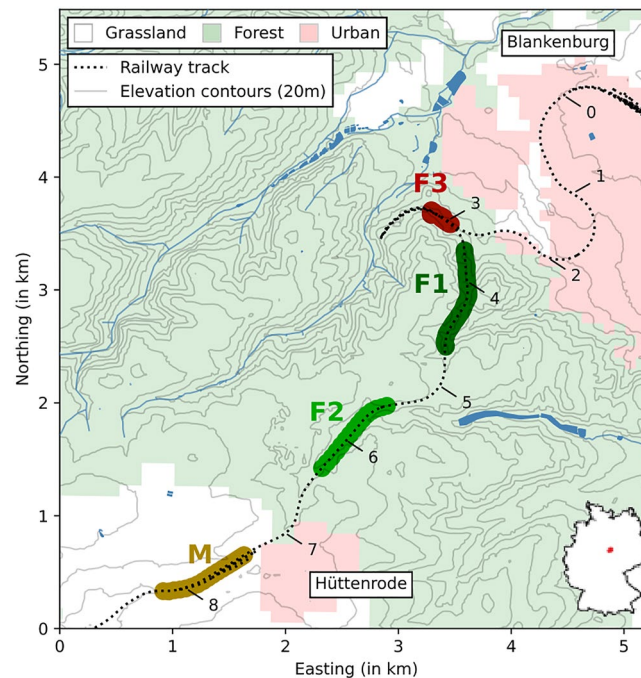 Grassland Forest Urban
Railway track
Elevation contours (20m)
Blankenburg
0
1
2
F3
3
F1
4
5
F2
6
7
M
8
Hüttenrode
5
4
3
2
1
0
Northing (in km)
0 1 2 3 4 5
Easting (in km)